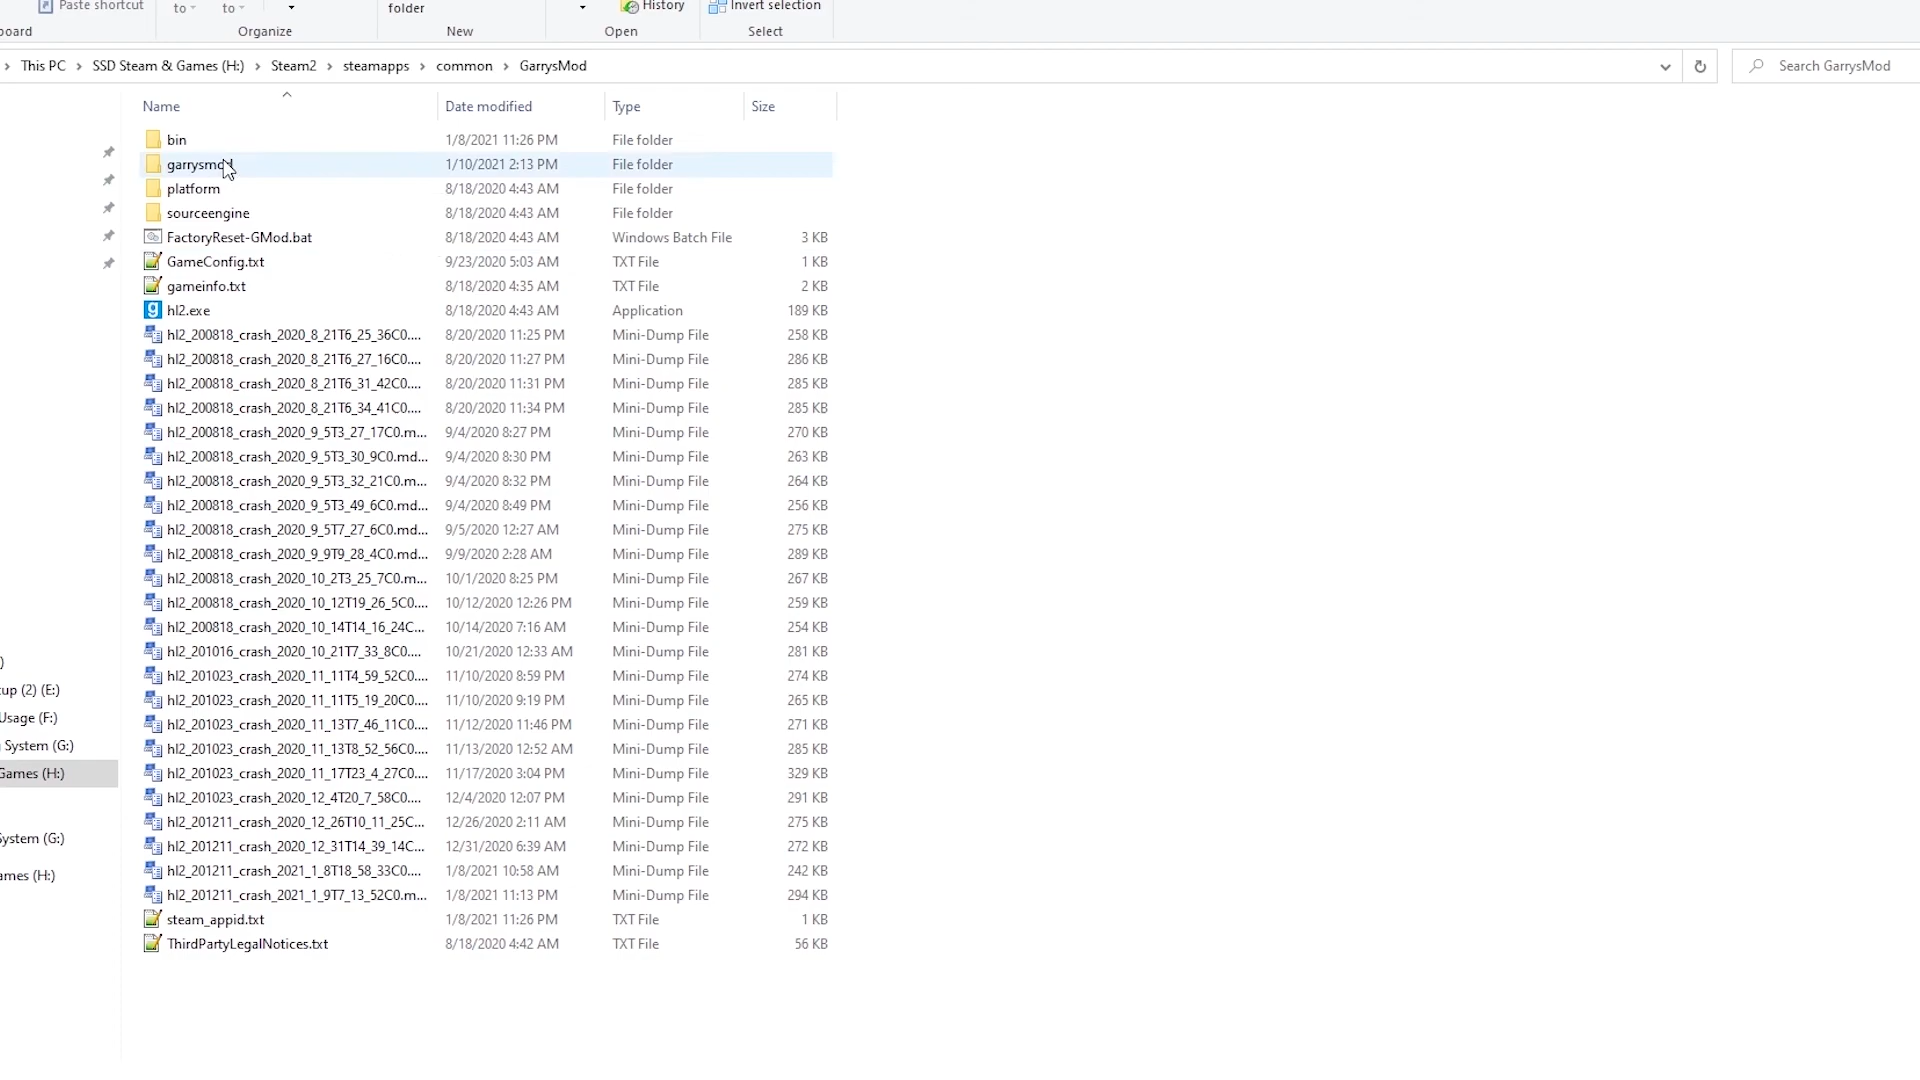 Paste shortcut
to
to
folder
History
Invert selection
Organize
New
Open
Select
This PC > SSD Steam & Games (H:) > Steam2 > steamapps > common > GarrysMod
Search GarrysMod
Name Date modified Type Size
bin 1/8/2021 11:26 PM File folder
garrysmod 1/10/2021 2:13 PM File folder
platform 8/18/2020 4:43 AM File folder
sourceengine 8/18/2020 4:43 AM File folder
FactoryReset-GMod.bat 8/18/2020 4:43 AM Windows Batch File 3 KB
GameConfig.txt 9/23/2020 5:03 AM TXT File 1 KB
gameinfo.txt 8/18/2020 4:35 AM TXT File 2 KB
hl2.exe 8/18/2020 4:43 AM Application 189 KB
hl2_200818_crash_2020_8_21T6_25_36C0.... 8/20/2020 11:25 PM Mini-Dump File 258 KB
hl2_200818_crash_2020_8_21T6_27_16C0.... 8/20/2020 11:27 PM Mini-Dump File 286 KB
hl2_200818_crash_2020_8_21T6_31_42C0.... 8/20/2020 11:31 PM Mini-Dump File 285 KB
hl2_200818_crash_2020_8_21T6_34_41C0.... 8/20/2020 11:34 PM Mini-Dump File 285 KB
hl2_200818_crash_2020_9_5T3_27_17C0.m... 9/4/2020 8:27 PM Mini-Dump File 270 KB
hl2_200818_crash_2020_9_5T3_30_9C0.md... 9/4/2020 8:30 PM Mini-Dump File 263 KB
hl2_200818_crash_2020_9_5T3_32_21C0.m... 9/4/2020 8:32 PM Mini-Dump File 264 KB
hl2_200818_crash_2020_9_5T3_49_6C0.md... 9/4/2020 8:49 PM Mini-Dump File 256 KB
hl2_200818_crash_2020_9_5T7_27_6C0.md... 9/5/2020 12:27 AM Mini-Dump File 275 KB
hl2_200818_crash_2020_9_9T9_28_4C0.md... 9/9/2020 2:28 AM Mini-Dump File 289 KB
hl2_200818_crash_2020_10_2T3_25_7C0.m... 10/1/2020 8:25 PM Mini-Dump File 267 KB
hl2_200818_crash_2020_10_12T19_26_5C0.... 10/12/2020 12:26 PM Mini-Dump File 259 KB
hl2_200818_crash_2020_10_14T14_16_24C... 10/14/2020 7:16 AM Mini-Dump File 254 KB
hl2_201016_crash_2020_10_21T7_33_8C0.... 10/21/2020 12:33 AM Mini-Dump File 281 KB
hl2_201023_crash_2020_11_11T4_59_52C0.... 11/10/2020 8:59 PM Mini-Dump File 274 KB
hl2_201023_crash_2020_11_11T5_19_20C0.... 11/10/2020 9:19 PM Mini-Dump File 265 KB
hl2_201023_crash_2020_11_13T7_46_11C0.... 11/12/2020 11:46 PM Mini-Dump File 271 KB
hl2_201023_crash_2020_11_13T8_52_56C0.... 11/13/2020 12:52 AM Mini-Dump File 285 KB
hl2_201023_crash_2020_11_17T23_4_27C0.... 11/17/2020 3:04 PM Mini-Dump File 329 KB
hl2_201023_crash_2020_12_4T20_7_58C0.... 12/4/2020 12:07 PM Mini-Dump File 291 KB
hl2_201211_crash_2020_12_26T10_11_25C... 12/26/2020 2:11 AM Mini-Dump File 275 KB
hl2_201211_crash_2020_12_31T14_39_14C... 12/31/2020 6:39 AM Mini-Dump File 272 KB
hl2_201211_crash_2021_1_8T18_58_33C0.... 1/8/2021 10:58 AM Mini-Dump File 242 KB
hl2_201211_crash_2021_1_9T7_13_52C0.m... 1/8/2021 11:13 PM Mini-Dump File 294 KB
steam_appid.txt 1/8/2021 11:26 PM TXT File 1 KB
ThirdPartyLegalNotices.txt 8/18/2020 4:42 AM TXT File 56 KB
(2) (E:)
Usage (F:)
System (G:)
Games (H:)
System (G:)
(H:)